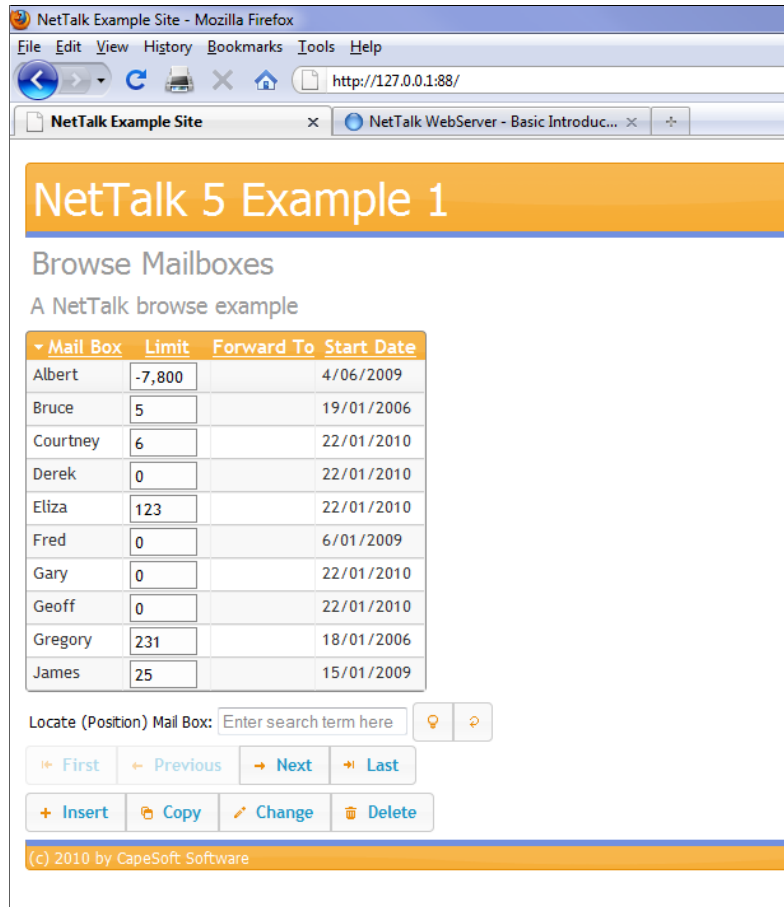 NetTalk Example Site - Mozilla Firefox
File Edit View History Bookmarks Tools Help
http://127.0.0.1:88/
NetTalk Example Site
NetTalk WebServer - Basic Introduc...
NetTalk 5 Example 1
Browse Mailboxes
A NetTalk browse example
Mail Box Limit Forward To Start Date
Albert -7,800 4/06/2009
Bruce 5 19/01/2006
Courtney 6 22/01/2010
Derek 0 22/01/2010
Eliza 123 22/01/2010
Fred 0 6/01/2009
Gary 0 22/01/2010
Geoff 0 22/01/2010
Gregory 231 18/01/2006
James 25 15/01/2009
Locate (Position) Mail Box: Enter search term here
First Previous Next Last
Insert Copy Change Delete
(c) 2010 by CapeSoft Software